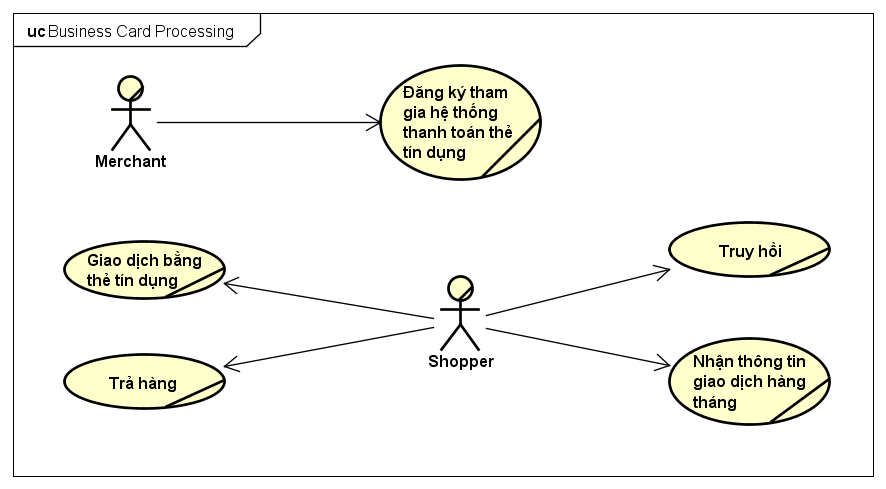 uc Business Card Processing
Merchant
Đăng ký tham
gia hệ thống
thanh toán thẻ
tín dụng
Giao dịch bằng
thẻ tín dụng
Truy hồi
Shopper
Trả hàng
Nhận thông tin
giao dịch hàng
tháng